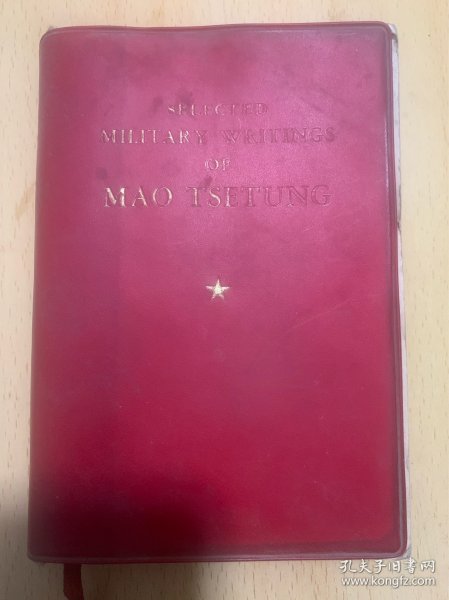 SELECTED
MILITARY WRITINGS
OF
MAO TSETUNG
孔夫子旧书网
www.kongfz.com